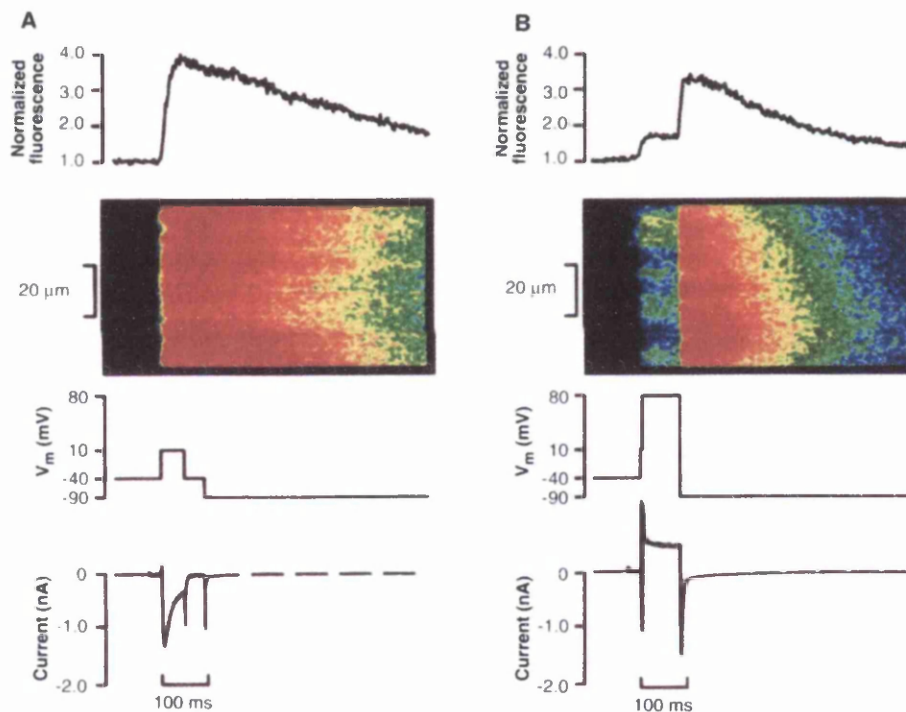 A
Normalized
fluorescence
4.0
3.0
2.0
1.0
20 μm
Vm (mV)
80
10
-40
-90
Current (nA)
0
-1.0
-2.0
100 ms
B
Normalized
fluorescence
4.0
3.0
2.0
1.0
20 μm
Vm (mV)
80
10
-40
-90
Current (nA)
0
-1.0
-2.0
100 ms